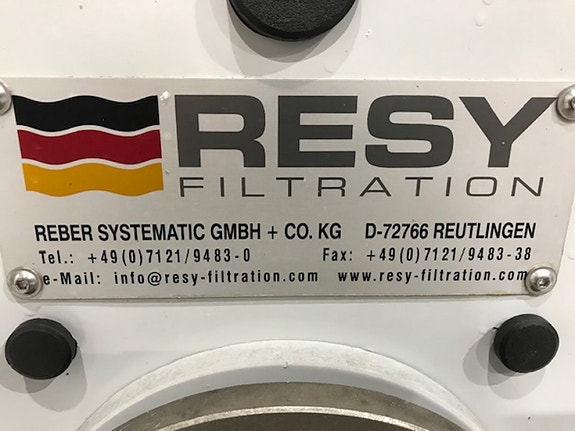 RESY
FILTRATION
REBER SYSTEMATIC GMBH + CO. KG D-72766 REUTLINGEN
Tel.: +49(0)7121/9483-0 Fax: +49(0)7121/9483-38
e-Mail: info@resy-filtration.com www.resy-filtration.com